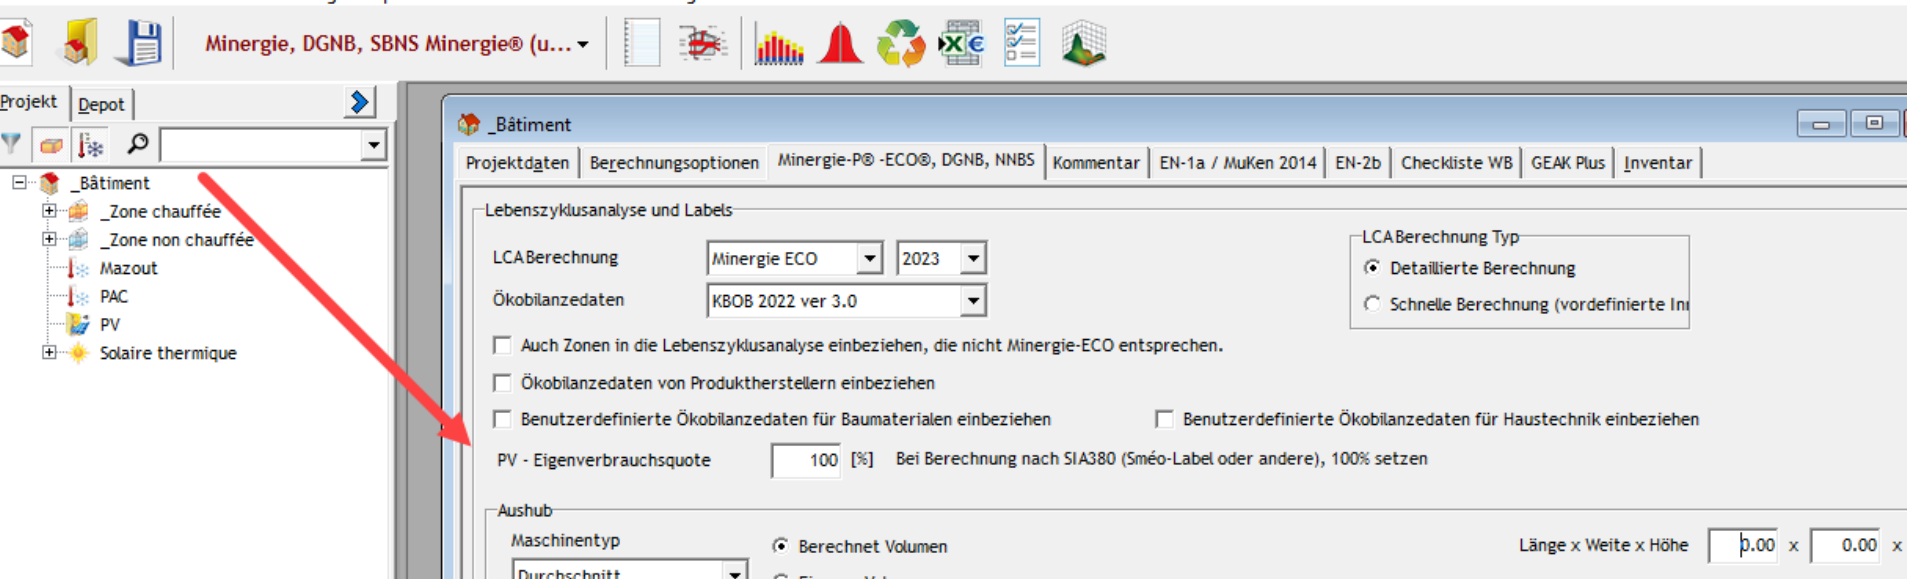 Minergie, DGNB, SBNS Minergie® (u...
Projekt
Depot
_Bâtiment
_Zone chauffée
_Zone non chauffée
Mazout
PAC
PV
Solaire thermique
_Bâtiment
Projektdaten
Berechnungsoptionen
Minergie-P® -ECO®, DGNB, NNBS
Kommentar
EN-1a / MuKen 2014
EN-2b
Checkliste WB
GEAK Plus
Inventar
Lebenszyklusanalyse und Labels
LCABerechnung
Minergie ECO
2023
Ökobilanzedaten
KBOB 2022 ver 3.0
LCABerechnung Typ
Detaillierte Berechnung
Schnelle Berechnung (vordefinierte
Auch Zonen in die Lebenszyklusanalyse einbeziehen, die nicht Minergie-ECO entsprechen.
Ökobilanzedaten von Produktherstellern einbeziehen
Benutzerdefinierte Ökobilanzedaten für Baumaterialen einbeziehen
Benutzerdefinierte Ökobilanzedaten für Haustechnik einbeziehen
PV - Eigenverbrauchsquote
100
[%]
Bei Berechnung nach SIA380 (Sméo-Label oder andere), 100% setzen
Aushub
Maschinentyp
Durchschnitt
Berechnet Volumen
Länge x Weite x Höhe
0.00
x
0.00
x